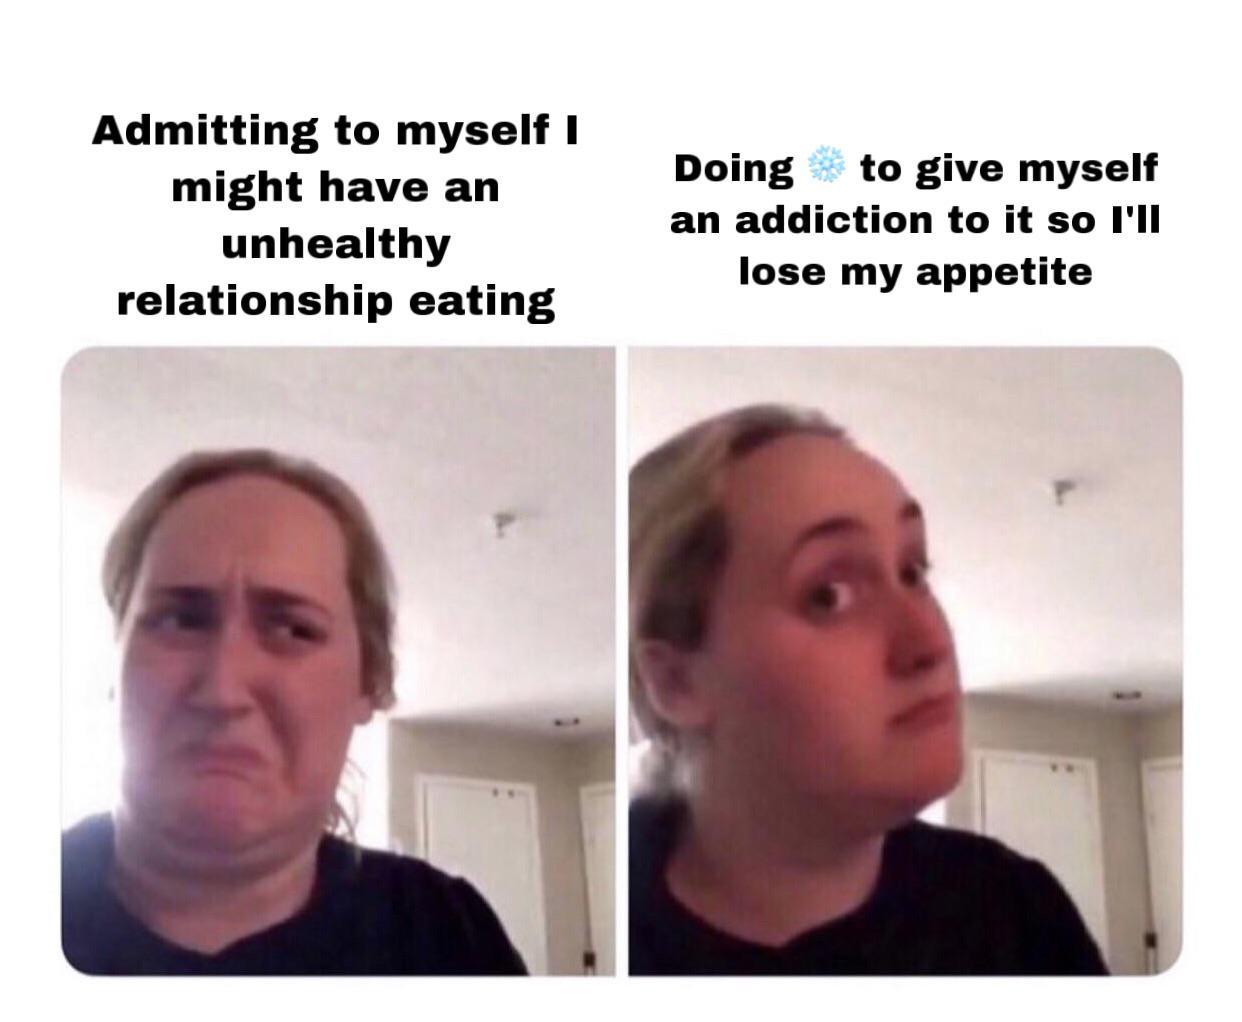 Admitting to myself I
might have an
unhealthy
relationship eating
Doing ❄️ to give myself
an addiction to it so I'll
lose my appetite